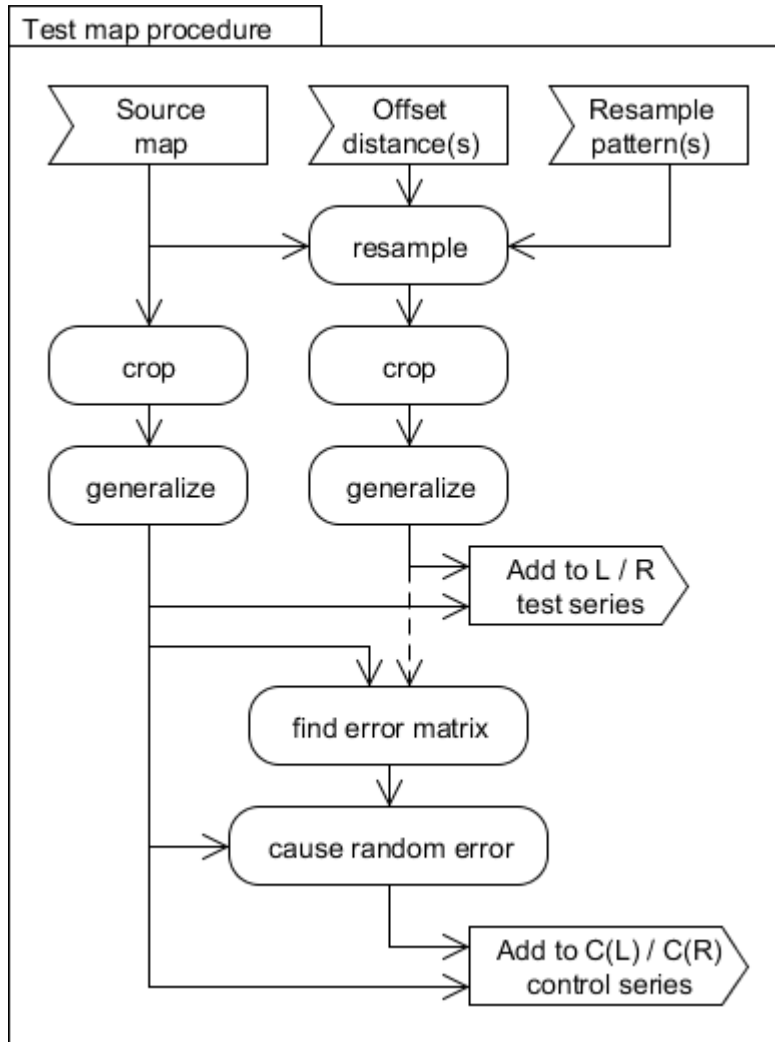 Test map procedure
Source
map
Offset
distance(s)
Resample
pattern(s)
resample
crop
crop
generalize
generalize
Add to L / R
test series
find error matrix
cause random error
Add to C(L) / C(R)
control series